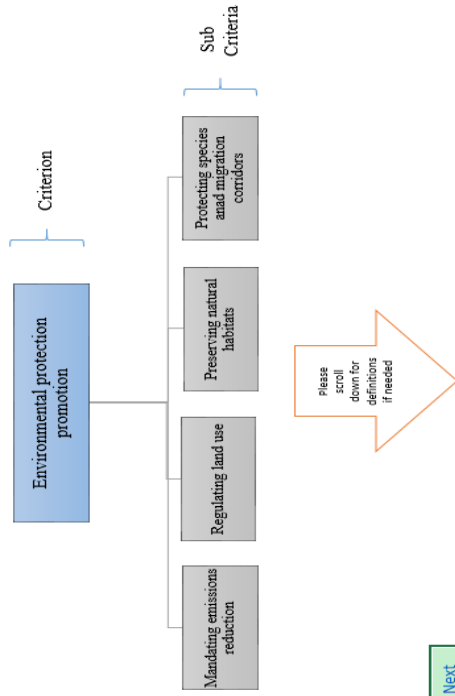 Criterion
Environmental protection
promotion
Sub
Criteria
Mandating emissions
reduction
Regulating land use
Preserving natural
habitats
Protecting species
anad migration
corridors
Please
scroll
down for
definitions
if needed
Next